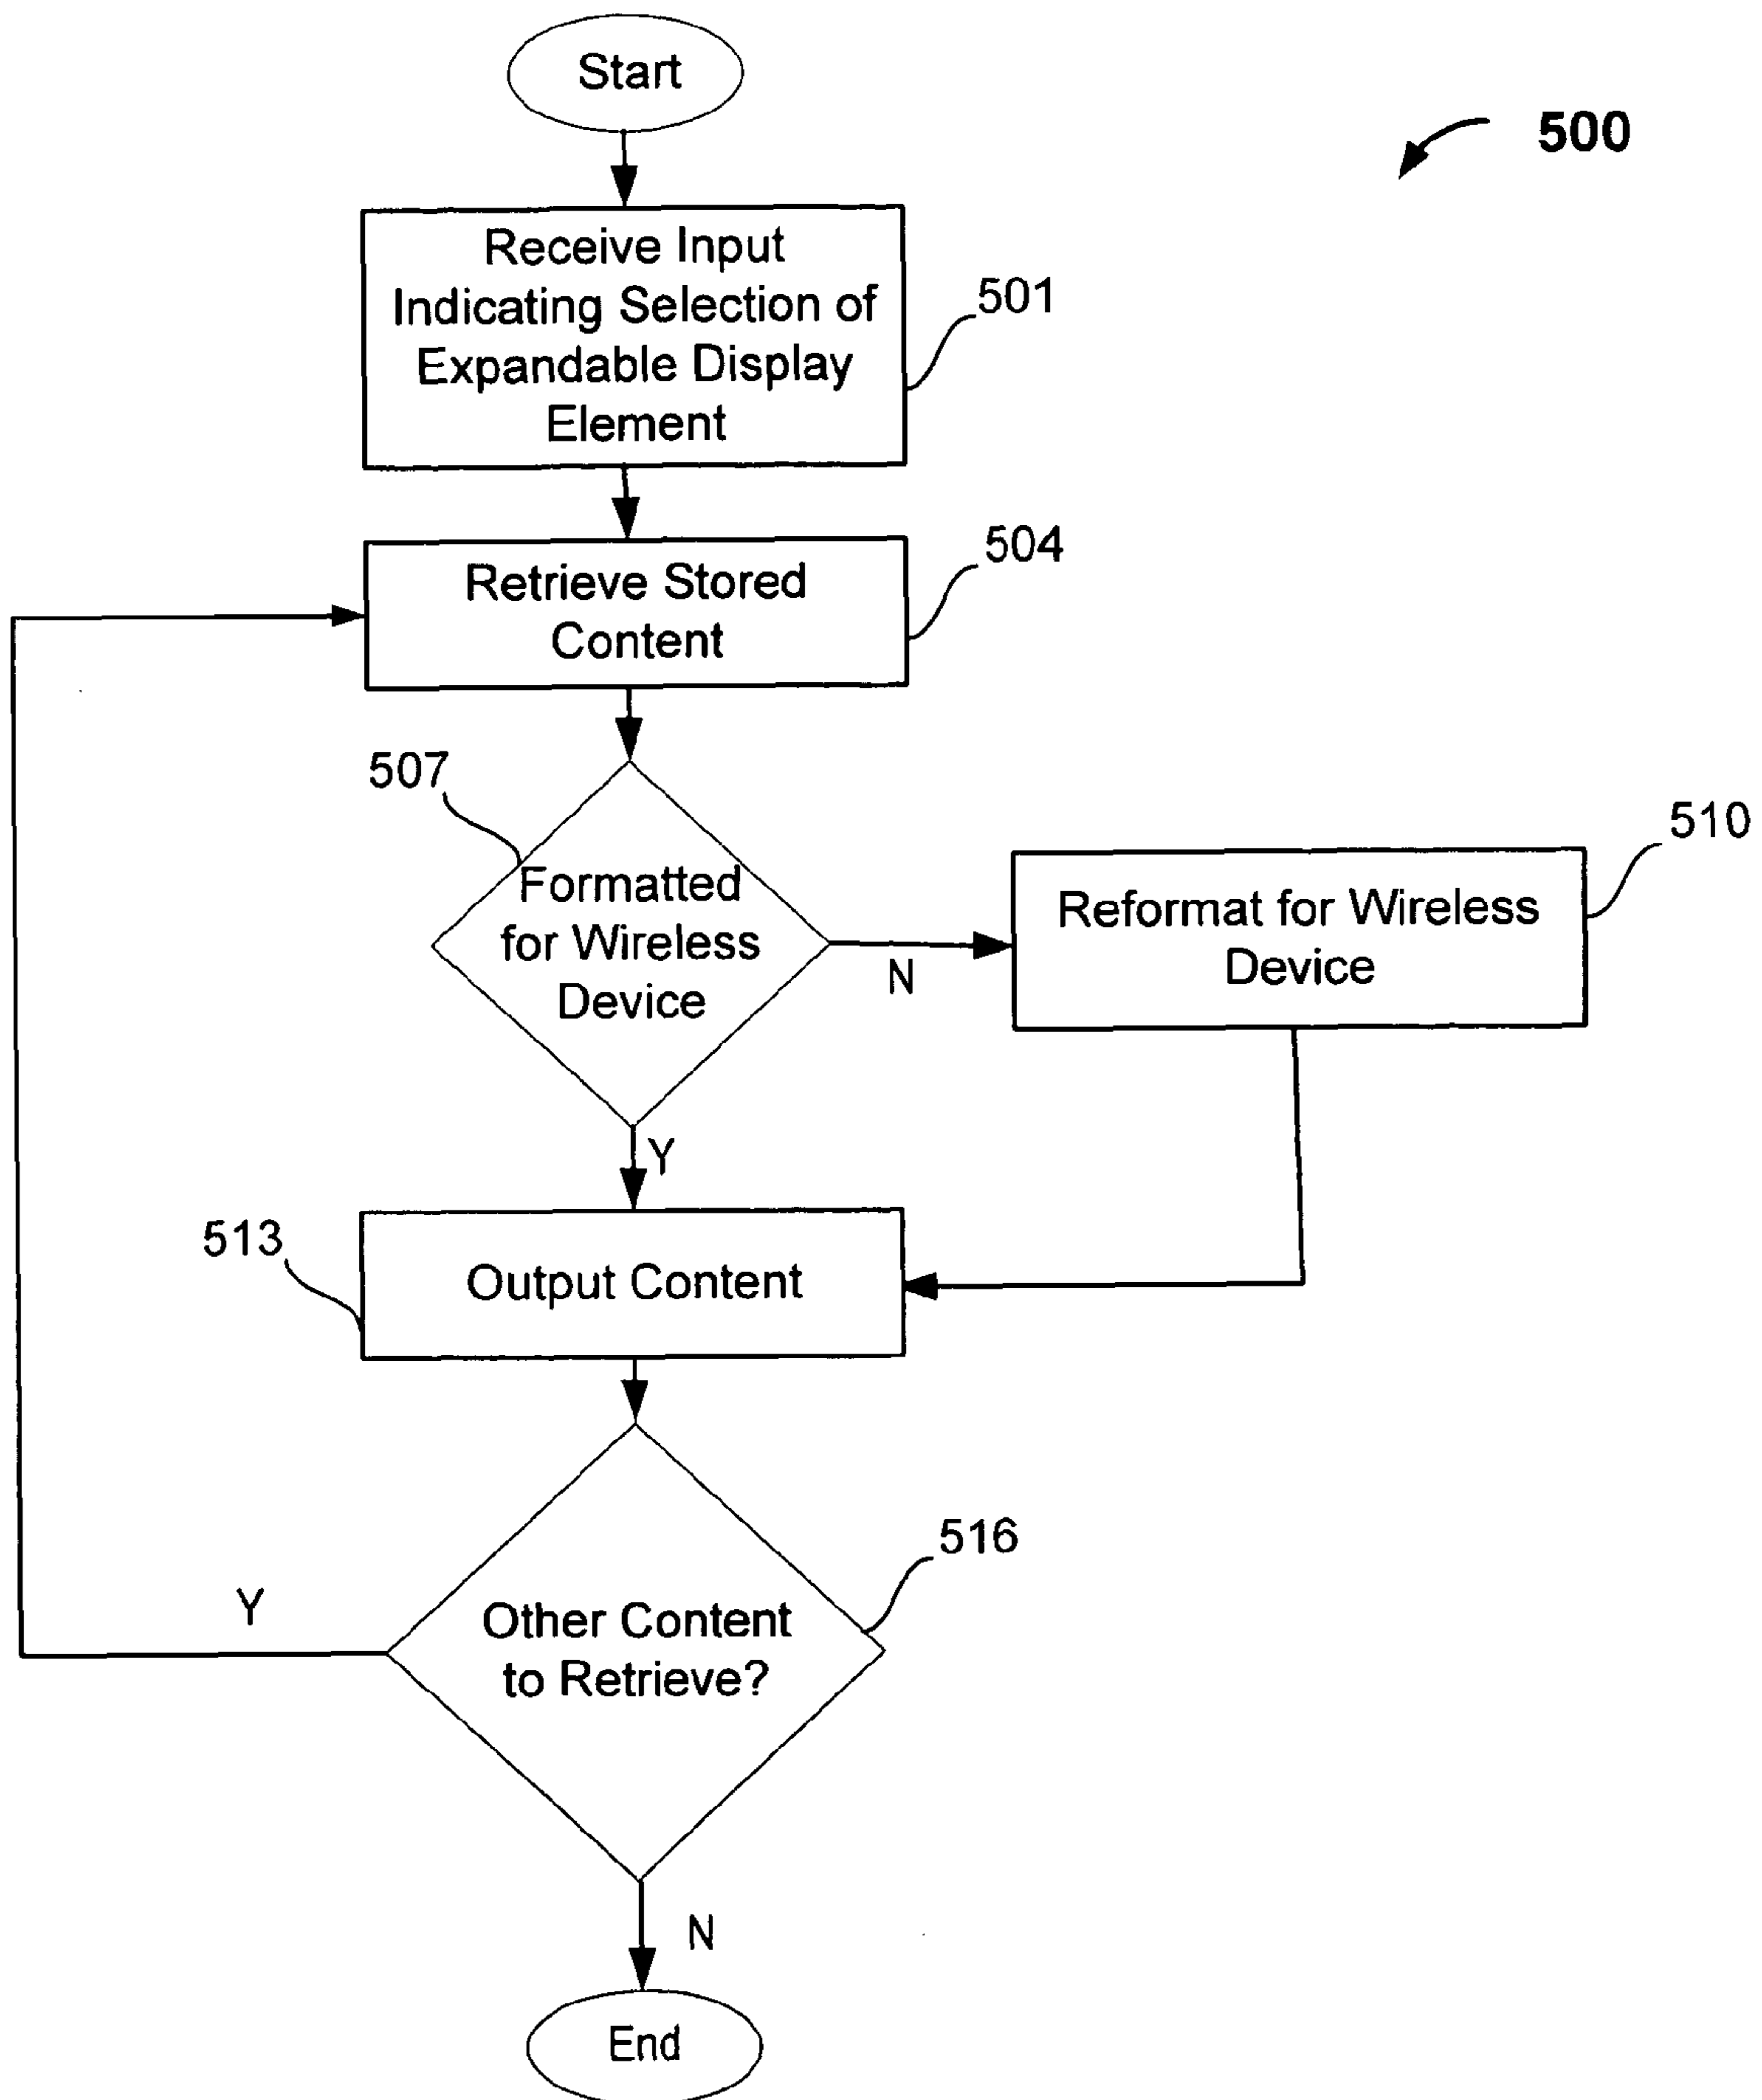 Start
500
Receive Input
Indicating Selection of
Expandable Display
Element
501
Retrieve Stored
Content
504
507
Formatted
for Wireless
Device
N
Reformat for Wireless
Device
510
Y
513
Output Content
516
Other Content
to Retrieve?
Y
N
End